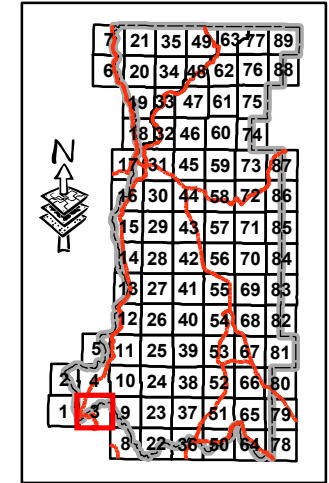 7 21 35 49 63 77 89
6 20 34 48 62 76 88
19 33 47 61 75
18 32 46 60 74
17 31 45 59 73 87
N
16 30 44 58 72 86
15 29 43 57 71 85
14 28 42 56 70 84
13 27 41 55 69 83
12 26 40 54 68 82
5 11 25 39 53 67 81
2 4 10 24 38 52 66 80
1 3 9 23 37 51 65 79
8 22 36 50 64 78